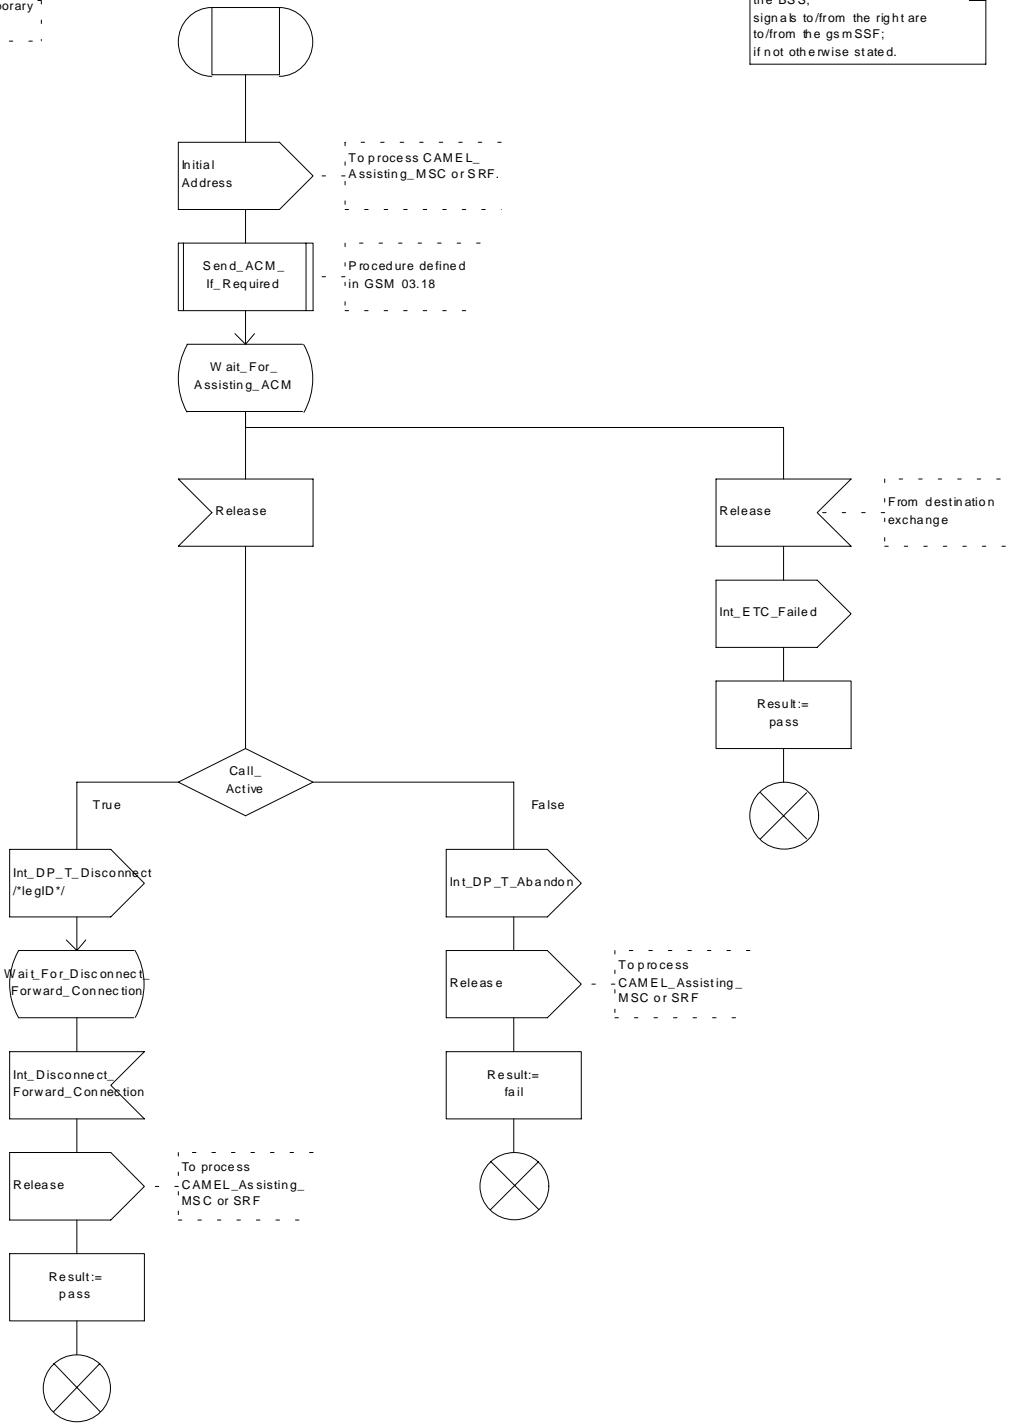 the BSS;
signals to/from the right are
to/from the gsmSSF;
if not otherwise stated.
Initial
Address
To process CAMEL_
Assisting_MSC or SRF.
Send_ACM_
If_Required
Procedure defined
in GSM 03.18
Wait_For_
Assisting_ACM
Release
Release
From destination
exchange
Int_ETC_Failed
Result:=
pass
Call_
Active
True
False
Int_DP_T_Disconnect
/*legID*/
Int_DP_T_Abandon
Wait_For_Disconnect_
Forward_Connection
Release
To process
CAMEL_Assisting_
MSC or SRF
Int_Disconnect_
Forward_Connection
Result:=
fail
Release
To process
CAMEL_Assisting_
MSC or SRF
Result:=
pass